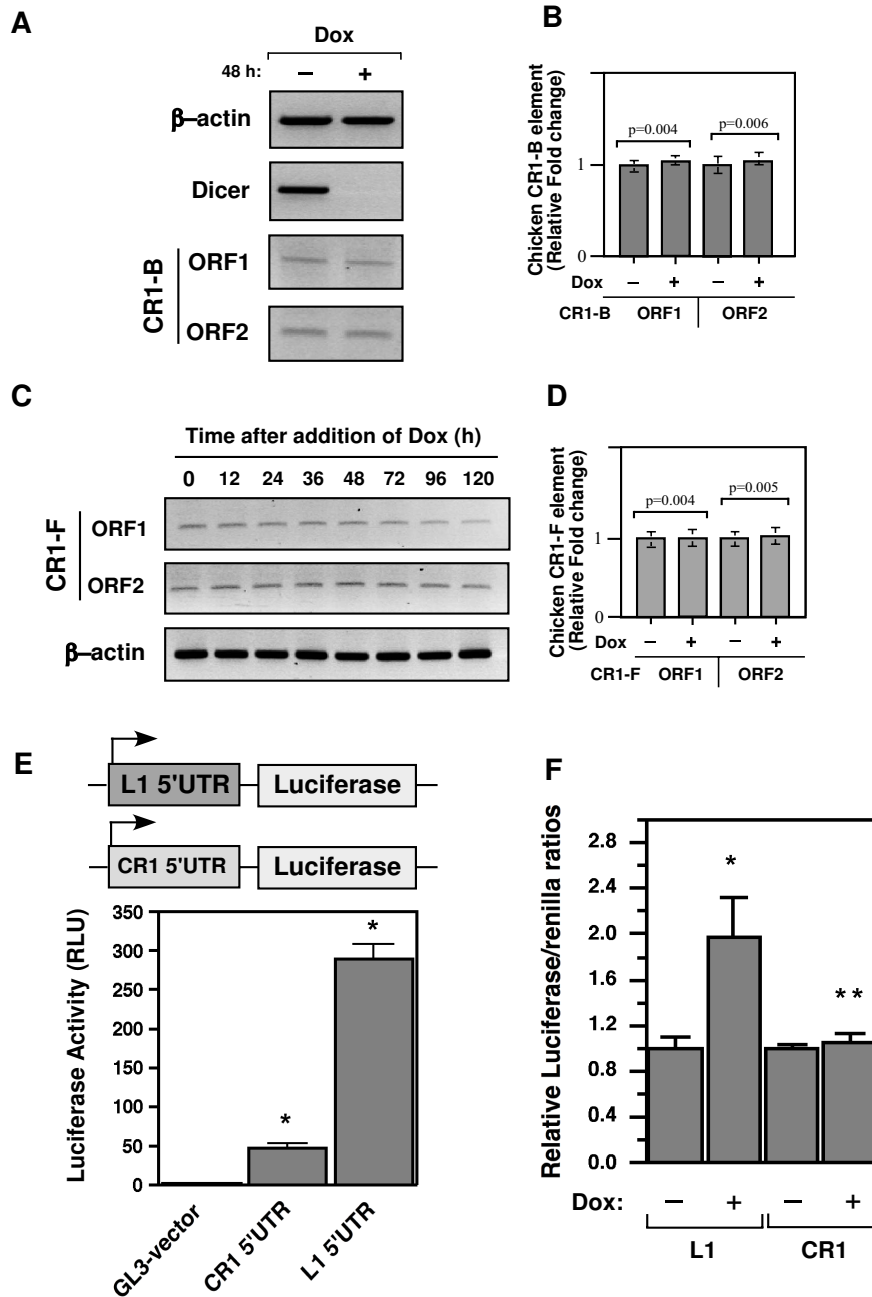 A
Dox
48 h: – +
β–actin
Dicer
CR1-B
ORF1
ORF2
B
Chicken CR1-B element
(Relative Fold change)
1
0
p=0.004
p=0.006
Dox – + – +
CR1-B ORF1 ORF2
C
Time after addition of Dox (h)
0 12 24 36 48 72 96 120
CR1-F
ORF1
ORF2
β–actin
D
Chicken CR1-F element
(Relative Fold change)
1
0
p=0.004
p=0.005
Dox – + – +
CR1-F ORF1 ORF2
E
L1 5'UTR Luciferase
CR1 5'UTR Luciferase
Luciferase Activity (RLU)
350
300
250
200
150
100
50
0
*
*
GL3-vector
CR1 5'UTR
L1 5'UTR
F
Relative Luciferase/renilla ratios
2.8
2.4
2.0
1.6
1.2
0.8
0.4
0.0
*
**
Dox: – + – +
L1 CR1